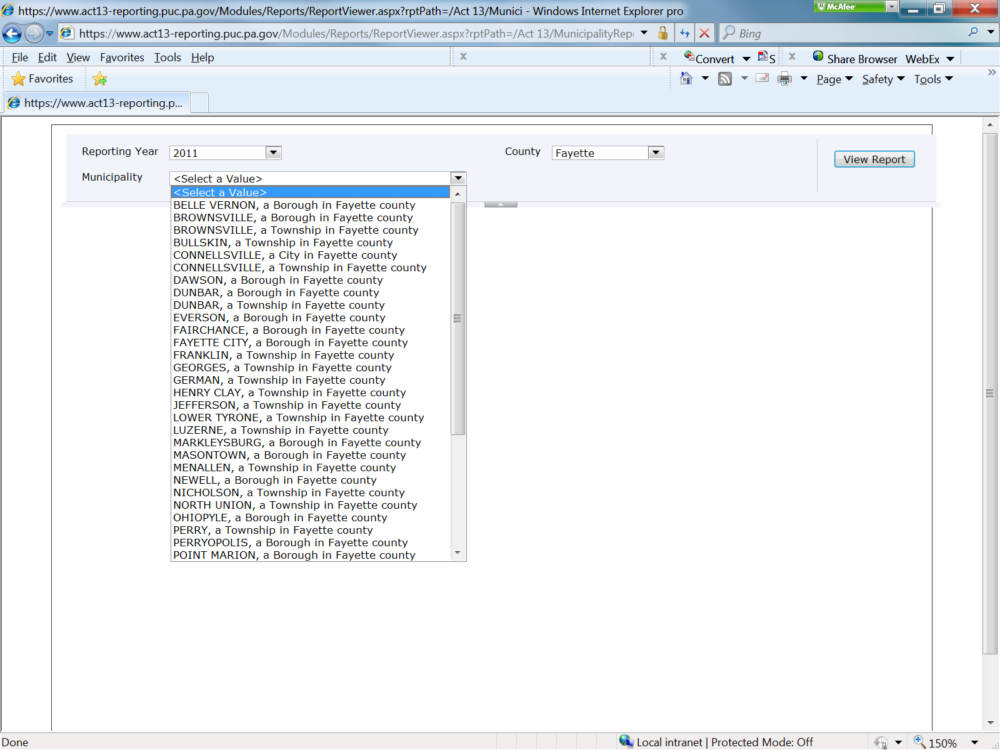 https://www.act13-reporting.puc.pa.gov/Modules/Reports/ReportViewer.aspx?rptPath=/Act 13/Munici - Windows Internet Explorer pro
McAfee
https://www.act13-reporting.puc.pa.gov/Modules/Reports/ReportViewer.aspx?rptPath=/Act 13/MunicipalityRep
Bing
File Edit View Favorites Tools Help
x x Convert S x Share Browser WebEx
Favorites
Page Safety Tools
https://www.act13-reporting.p...
Reporting Year 2011 County Fayette View Report
Municipality <Select a Value>
<Select a Value>
BELLE VERNON, a Borough in Fayette county
BROWNSVILLE, a Borough in Fayette county
BROWNSVILLE, a Township in Fayette county
BULLSKIN, a Township in Fayette county
CONNELLSVILLE, a City in Fayette county
CONNELLSVILLE, a Township in Fayette county
DAWSON, a Borough in Fayette county
DUNBAR, a Borough in Fayette county
DUNBAR, a Township in Fayette county
EVERSON, a Borough in Fayette county
FAIRCHANCE, a Borough in Fayette county
FAYETTE CITY, a Borough in Fayette county
FRANKLIN, a Township in Fayette county
GEORGES, a Township in Fayette county
GERMAN, a Township in Fayette county
HENRY CLAY, a Township in Fayette county
JEFFERSON, a Township in Fayette county
LOWER TYRONE, a Township in Fayette county
LUZERNE, a Township in Fayette county
MARKLEYSBURG, a Borough in Fayette county
MASONTOWN, a Borough in Fayette county
MENALLEN, a Township in Fayette county
NEWELL, a Borough in Fayette county
NICHOLSON, a Township in Fayette county
NORTH UNION, a Township in Fayette county
OHIOPYLE, a Borough in Fayette county
PERRY, a Township in Fayette county
PERRYOPOLIS, a Borough in Fayette county
POINT MARION, a Borough in Fayette county
Done Local intranet | Protected Mode: Off 150%